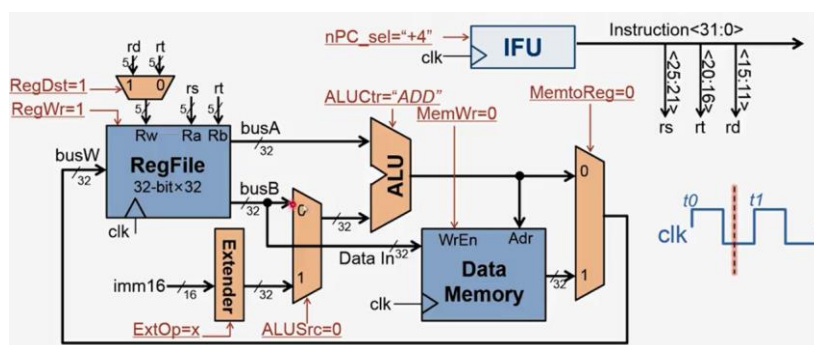 nPC_sel="+4"
clk
IFU
Instruction<31:0>
<25:21>
<20:16>
<15:11>
rs
rt
rd
rd
rt
5
5
RegDst=1
1
0
RegWr=1
rs
rt
5
5
5
Rw
Ra
Rb
RegFile
32-bit×32
clk
busW
32
busA
32
busB
32
ALUCtr="ADD"
MemWr=0
MemtoReg=0
ALU
0
1
32
32
Extender
imm16
16
ExtOp=x
ALUSrc=0
Data In
32
WrEn
Adr
Data
Memory
clk
32
0
1
t0
t1
clk